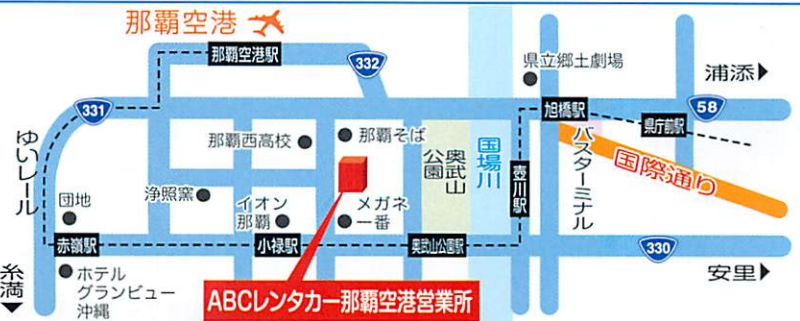 那覇空港
那覇空港駅
332
県立郷土劇場
浦添▶
331
旭橋駅
58
県庁前駅
ゆいレール
那覇西高校
那覇そば
奥武山
公園
国場川
壺川駅
バスターミナル
国際通り
団地
浄照窯
イオン
那覇
メガネ
一番
赤嶺駅
小禄駅
奥武山公園駅
330
安里▶
糸満
▼
ホテル
グランビュー
沖縄
ABCレンタカー那覇空港営業所